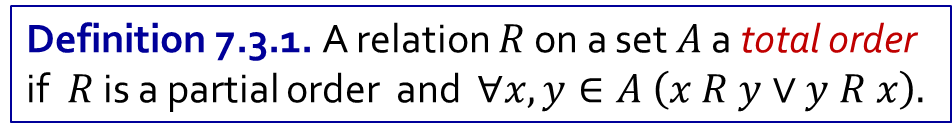 Definition 7.3.1. A relation 𝑅 on a set 𝐴 a total order
if 𝑅 is a partial order and ∀𝑥, 𝑦 ∈ 𝐴 (𝑥 𝑅 𝑦 ∨ 𝑦 𝑅 𝑥).